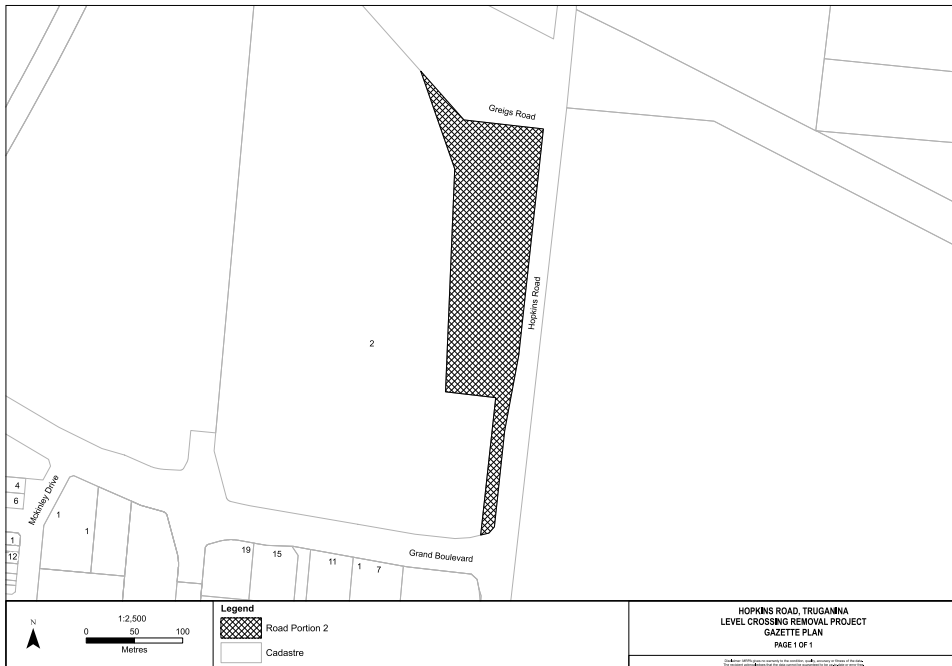 Greigs Road
Hopkins Road
2
4
6
Mckinley Drive
1
1
1
12
19
15
11
1
7
Grand Boulevard
N
1:2,500
0 50 100
Metres
Legend
Road Portion 2
Cadastre
HOPKINS ROAD, TRUGANINA
LEVEL CROSSING REMOVAL PROJECT
GAZETTE PLAN
PAGE 1 OF 1